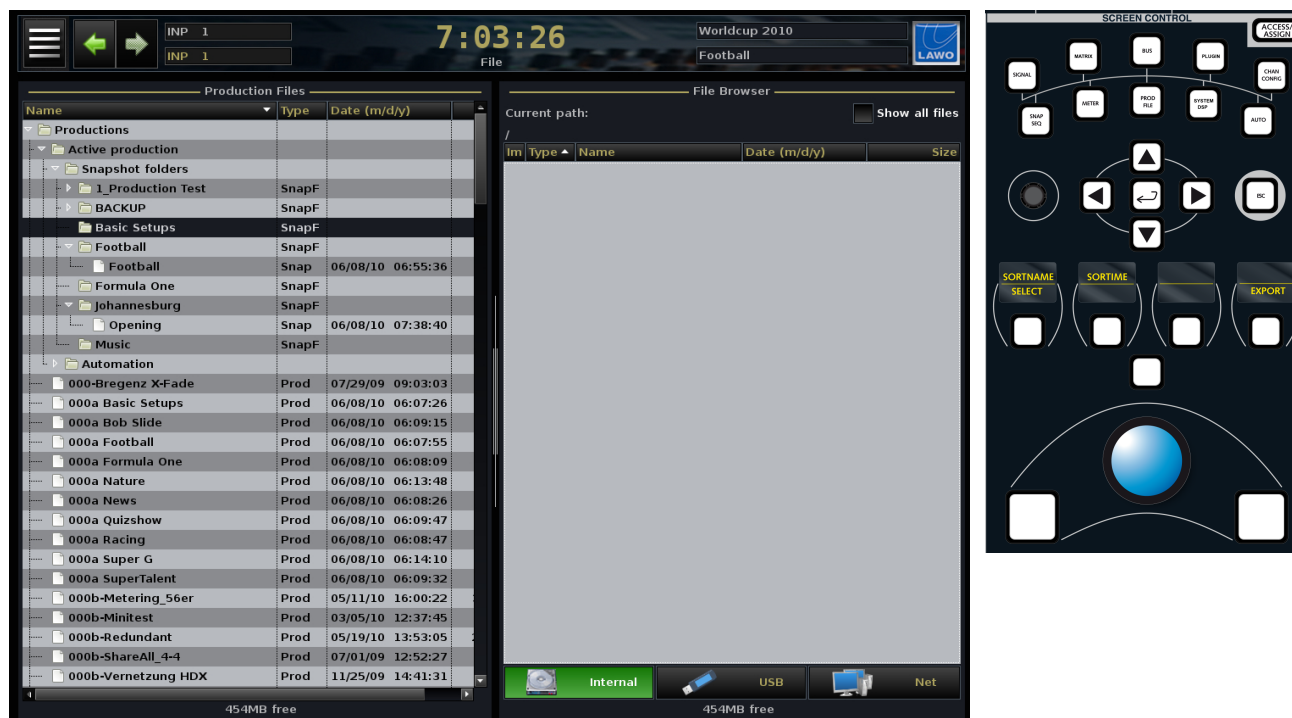 INP 1
INP 1
7:03:26
File
Worldcup 2010
Football
LAWO
Production Files
Name Type Date (m/d/y)
Productions
Active production
Snapshot folders
1_Production Test SnapF
BACKUP SnapF
Basic Setups SnapF
Football SnapF
Football Snap 06/08/10 06:55:36
Formula One SnapF
Johannesburg SnapF
Opening Snap 06/08/10 07:38:40
Music SnapF
Automation
000-Bregenz X-Fade Prod 07/29/09 09:03:03
000a Basic Setups Prod 06/08/10 06:07:26
000a Bob Slide Prod 06/08/10 06:09:15
000a Football Prod 06/08/10 06:07:55
000a Formula One Prod 06/08/10 06:08:09
000a Nature Prod 06/08/10 06:13:48
000a News Prod 06/08/10 06:08:26
000a Quizshow Prod 06/08/10 06:09:47
000a Racing Prod 06/08/10 06:08:47
000a Super G Prod 06/08/10 06:14:10
000a SuperTalent Prod 06/08/10 06:09:32
000b-Metering_56er Prod 05/11/10 16:00:22
000b-Minitest Prod 03/05/10 12:37:45
000b-Redundant Prod 05/19/10 13:53:05
000b-ShareAll_4-4 Prod 07/01/09 12:52:27
000b-Vernetzung HDX Prod 11/25/09 14:41:31
454MB free
File Browser
Current path:
Show all files
/
Im Type Name Date (m/d/y) Size
Internal
USB
Net
454MB free
SCREEN CONTROL
ACCESS/
ASSIGN
SIGNAL
MATRIX
BUS
PLUGIN
CHAN
CONFIG
SNAP
SEQ
METER
PROD
FILE
SYSTEM
DSP
AUTO
ESC
SORTNAME
SELECT
SORTIME
EXPORT